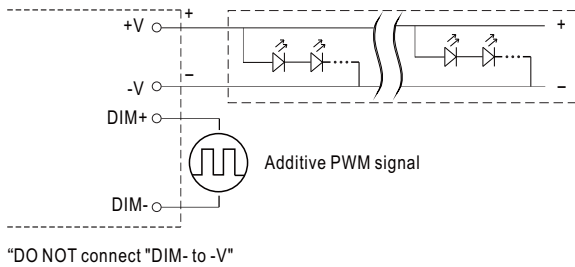 +V + +
-V – –
DIM+
Additive PWM signal
DIM-
“DO NOT connect "DIM- to -V"